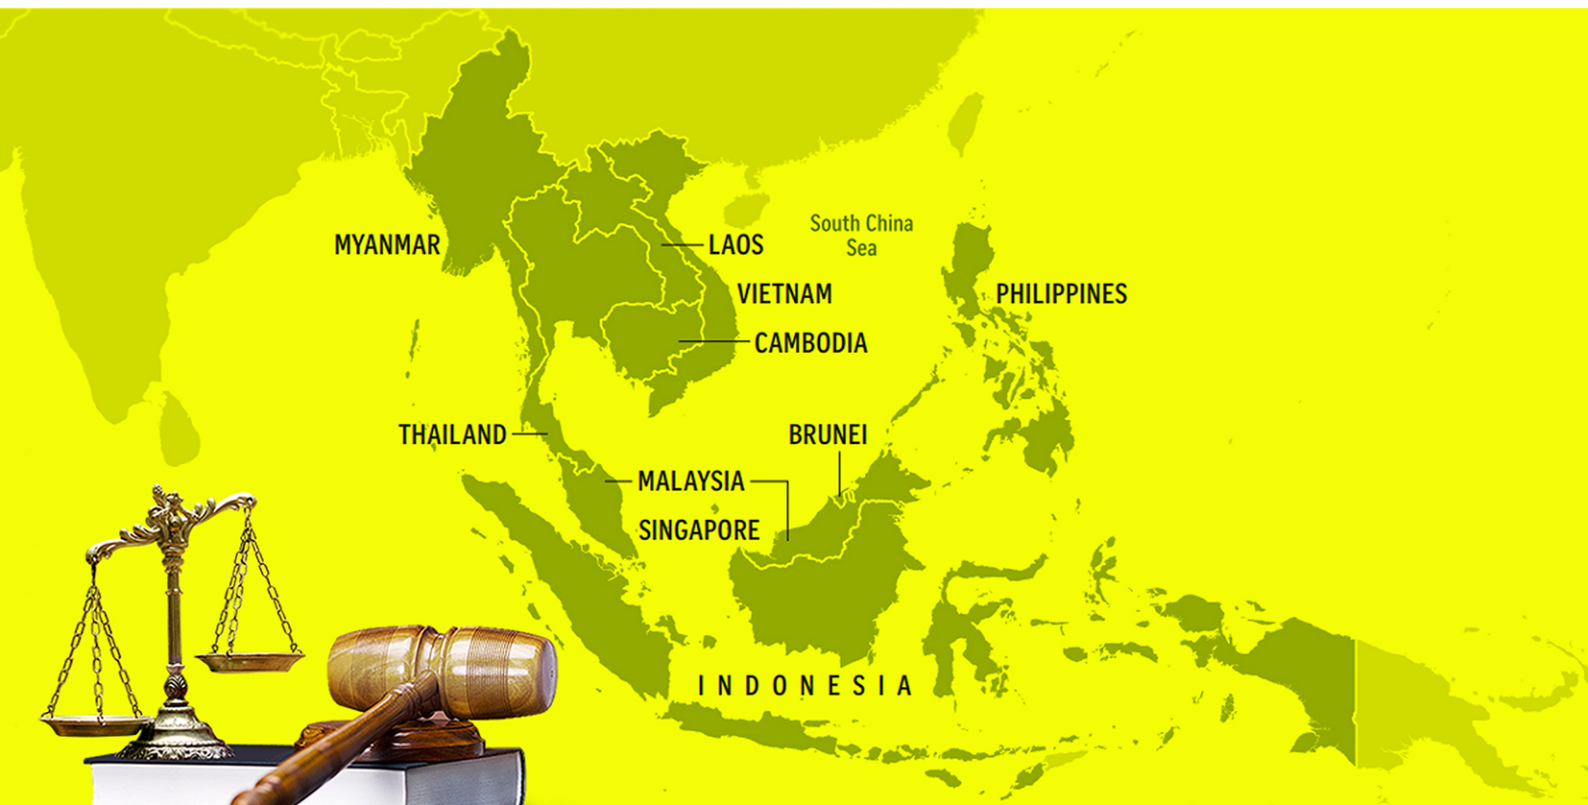 MYANMAR
LAOS
South China
Sea
VIETNAM
PHILIPPINES
CAMBODIA
THAILAND
BRUNEI
MALAYSIA
SINGAPORE
INDONESIA